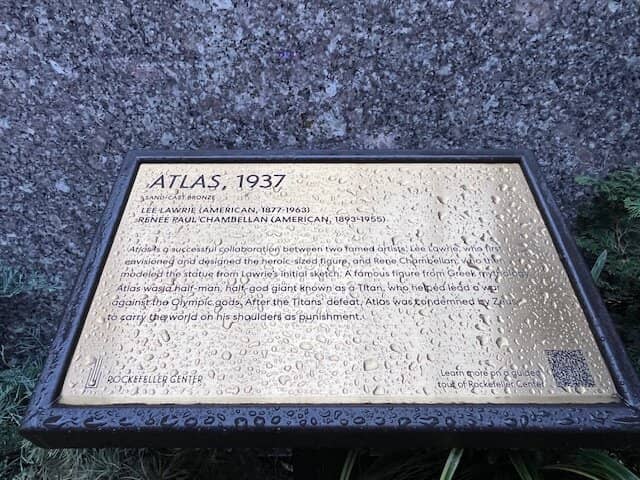 ATLAS, 1937
SAND-CAST BRONZE
LEE LAWRIE (AMERICAN, 1877-1963)
RENEE PAUL CHAMBELLAN (AMERICAN, 1893-1955)
Atlas is a successful collaboration between two famed artists: Lee Lawrie, who first
envisioned and designed the heroic-sized figure, and Rene Chambellan, who then
modeled the statue from Lawrie's initial sketch. A famous figure from Greek mythology,
Atlas was a half-man, half-god giant known as a Titan, who helped lead a war
against the Olympic gods. After the Titans' defeat, Atlas was condemned by Zeus
to carry the world on his shoulders as punishment.
ROCKEFELLER CENTER
Learn more on a guided
tour of Rockefeller Center